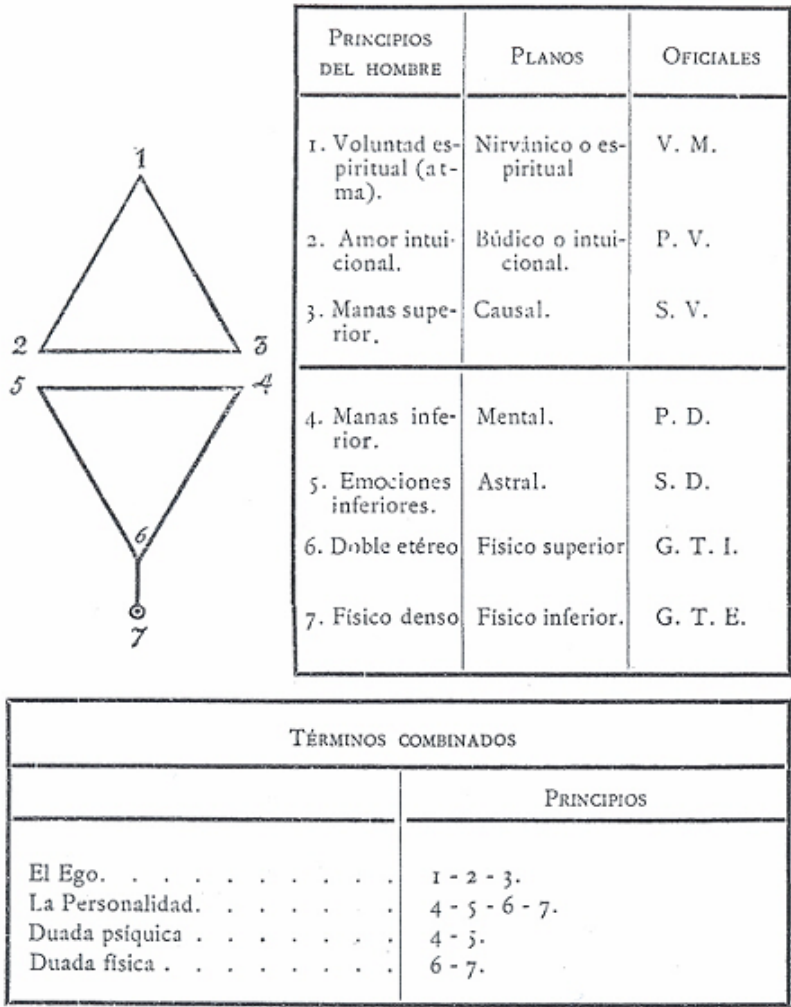 1
2 3
5 4
6
7
PRINCIPIOS DEL HOMBRE PLANOS OFICIALES
1. Voluntad es- Nirvánico o es- V. M.
piritual (at- piritual
ma).
2. Amor intui- Búdico o intui- P. V.
cional. cional.
3. Manas supe- Causal. S. V.
rior.
4. Manas infe- Mental. P. D.
rior.
5. Emociones Astral. S. D.
inferiores.
6. Doble etéreo Físico superior G. T. I.
7. Físico denso Físico inferior. G. T. E.
TÉRMINOS COMBINADOS
PRINCIPIOS
El Ego. . . . . . . . . . 1 - 2 - 3.
La Personalidad. . . . . . . 4 - 5 - 6 - 7.
Duada psíquica . . . . . . . 4 - 5.
Duada física . . . . . . . . 6 - 7.